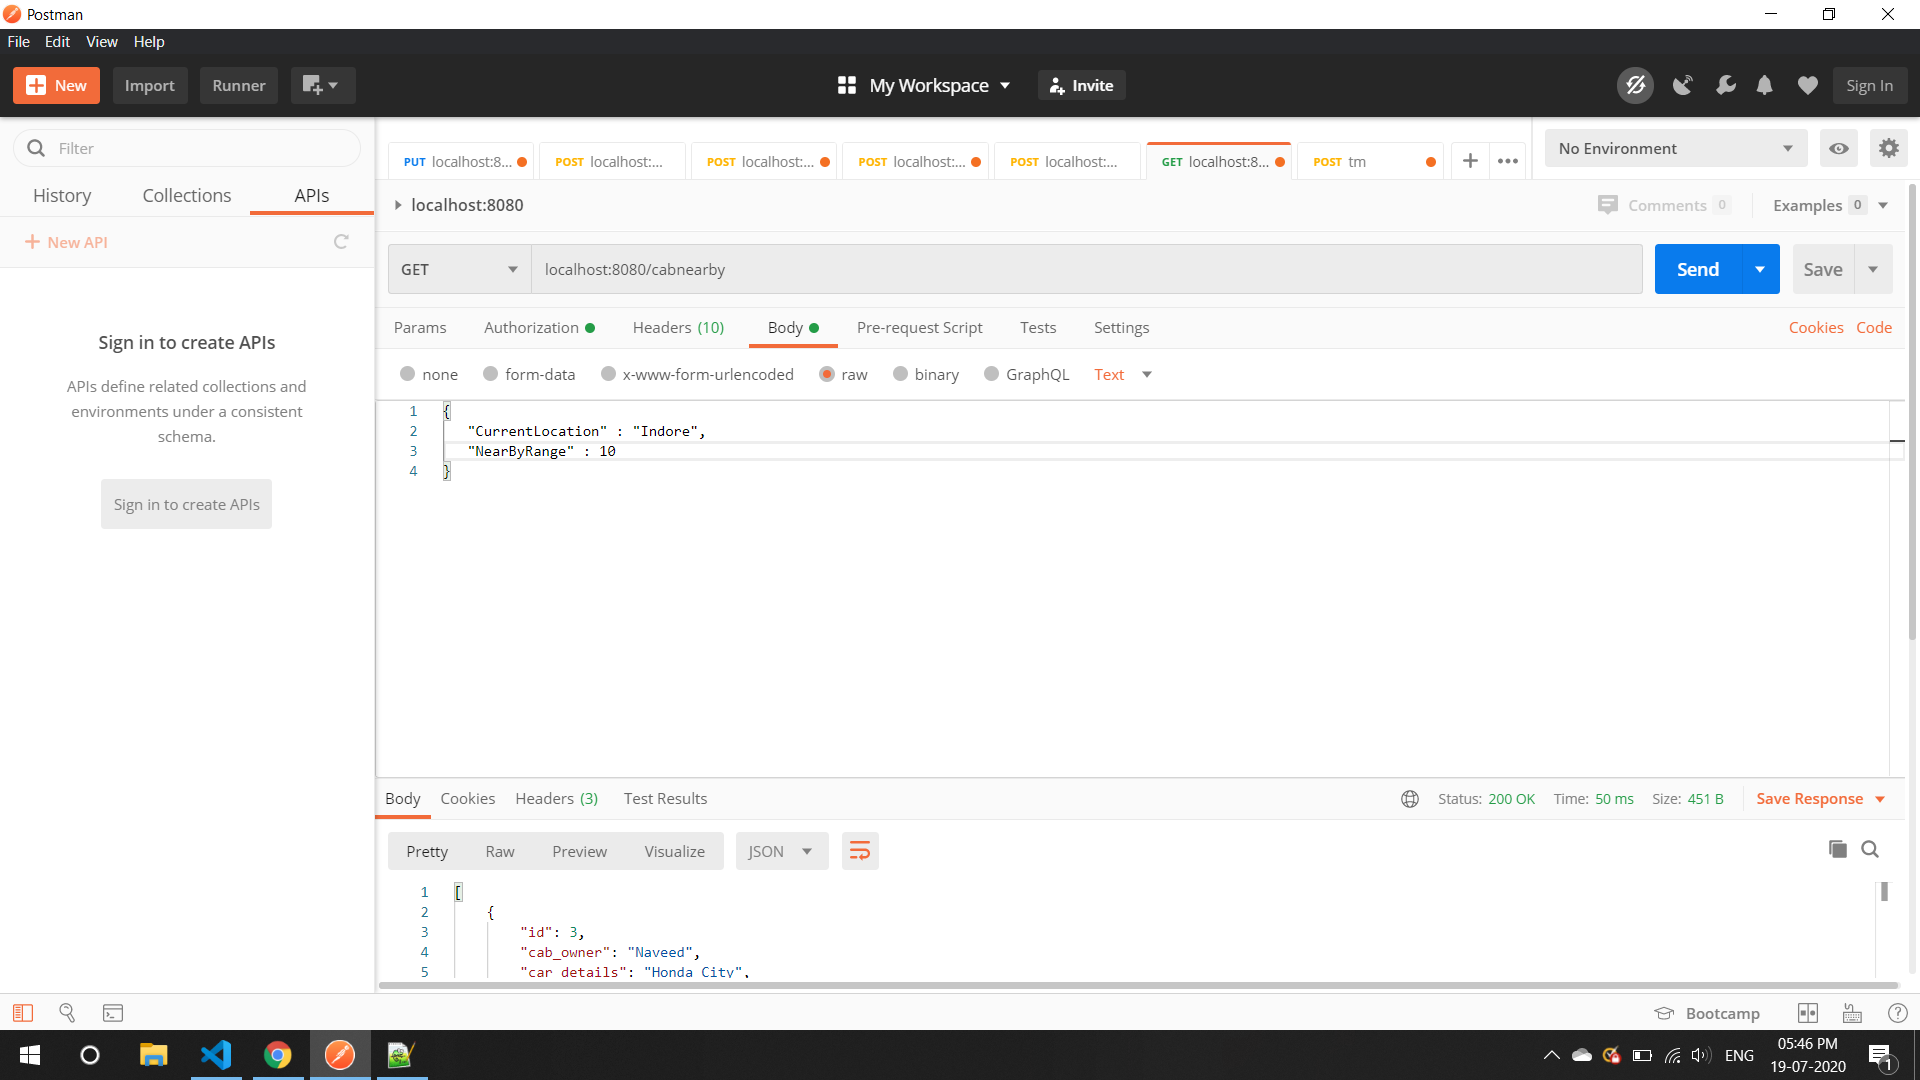 Postman
File Edit View Help
New Import Runner My Workspace Invite Sign In
Filter
History Collections APIs
New API
Sign in to create APIs
APIs define related collections and
environments under a consistent
schema.
Sign in to create APIs
PUT localhost:8... POST localhost:... POST localhost:... POST localhost:... POST localhost:... GET localhost:8... POST tm
No Environment
localhost:8080
Comments 0 Examples 0
GET localhost:8080/cabnearby Send Save
Params Authorization Headers (10) Body Pre-request Script Tests Settings Cookies Code
none form-data x-www-form-urlencoded raw binary GraphQL Text
1 {
2 "CurrentLocation" : "Indore",
3 "NearByRange" : 10
4 }
Body Cookies Headers (3) Test Results Status: 200 OK Time: 50 ms Size: 451 B Save Response
Pretty Raw Preview Visualize JSON
1 [
2 {
3 "id": 3,
4 "cab_owner": "Naveed",
5 "car_details": "Honda City",
Bootcamp
ENG
05:46 PM
19-07-2020
1